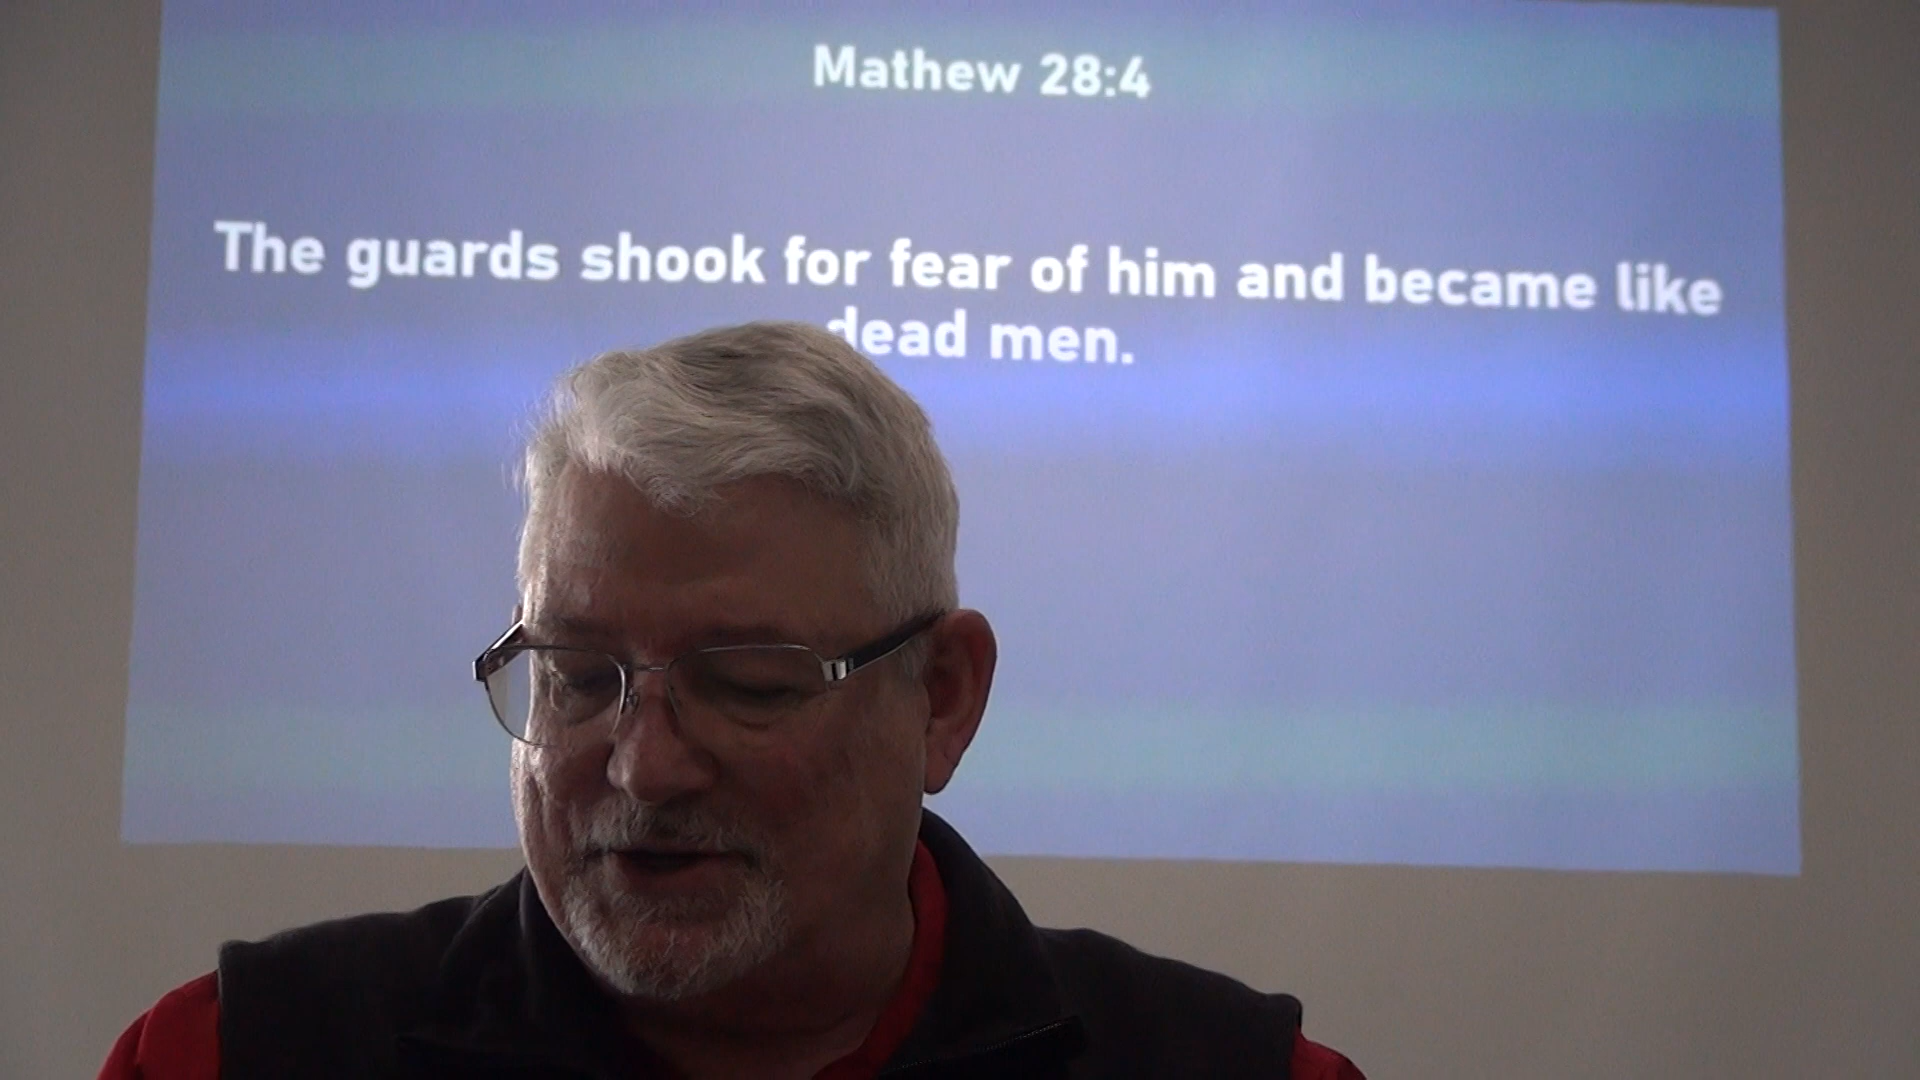 Mathew 28:4
The guards shook for fear of him and became like
dead men.